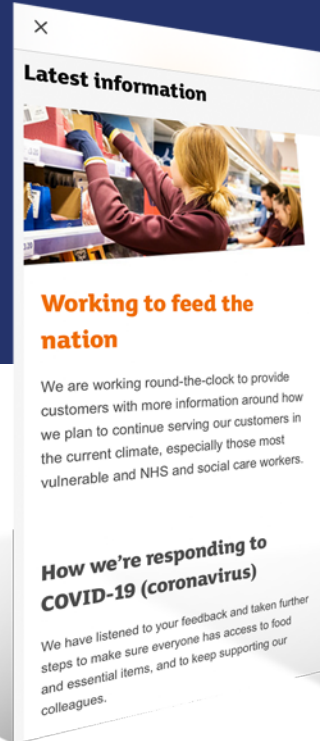 Latest information
Working to feed the
nation
We are working round-the-clock to provide
customers with more information around how
we plan to continue serving our customers in
the current climate, especially those most
vulnerable and NHS and social care workers.
How we're responding to
COVID-19 (coronavirus)
We have listened to your feedback and taken further
steps to make sure everyone has access to food
and essential items, and to keep supporting our
colleagues.